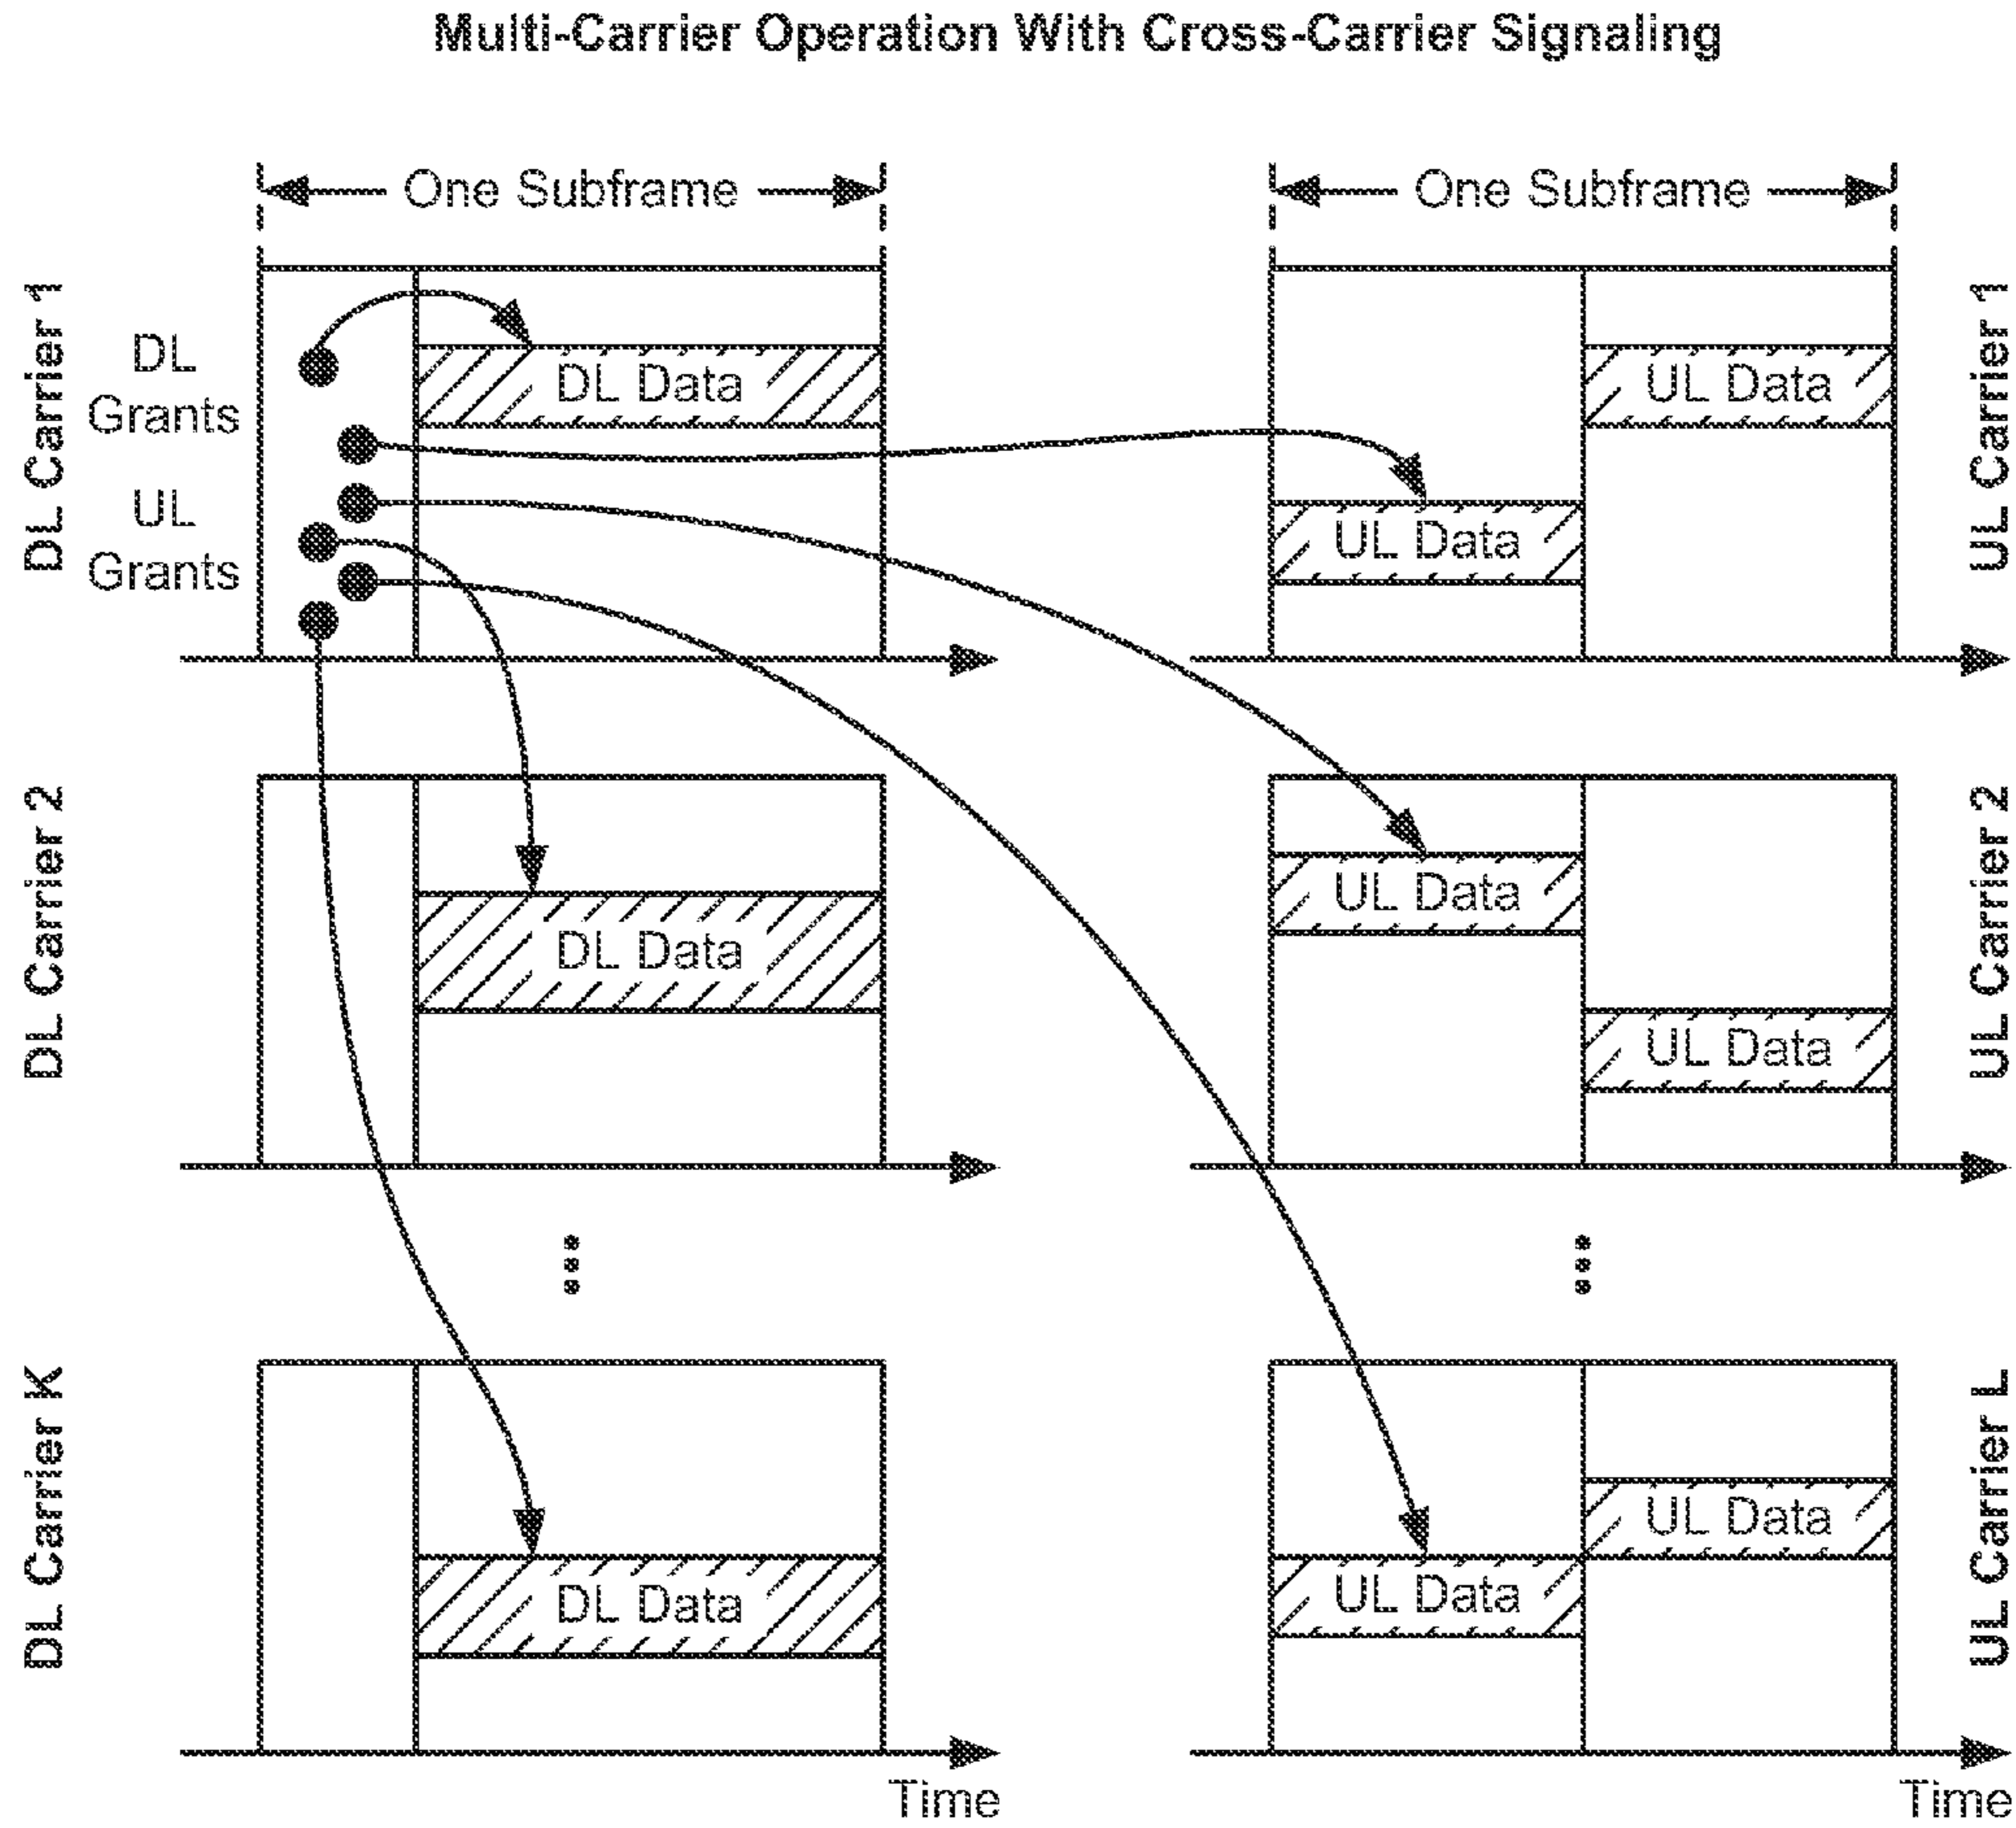 Multi-Carrier Operation With Cross-Carrier Signaling
One Subframe
One Subframe
DL Carrier 1
DL
Grants
UL
Grants
DL Data
UL Data
UL Data
UL Carrier 1
DL Carrier 2
DL Data
UL Data
UL Data
UL Carrier 2
DL Carrier K
DL Data
UL Data
UL Data
UL Carrier L
Time
Time